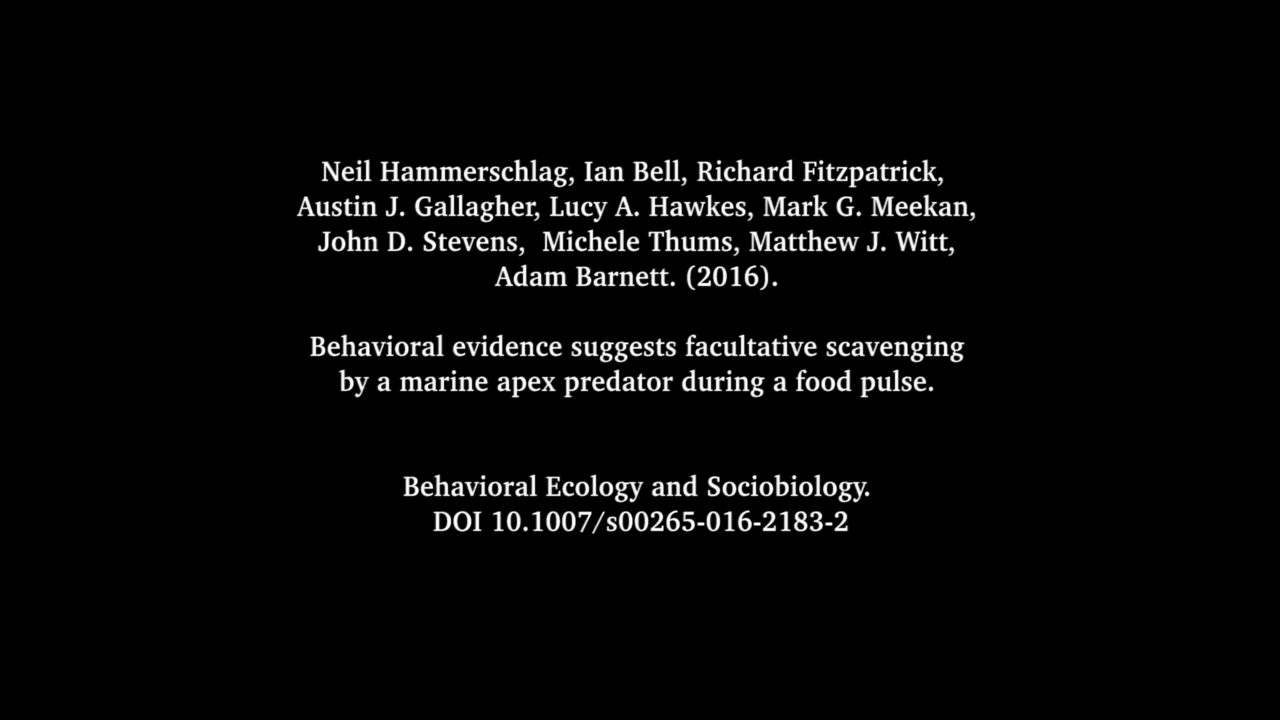 Neil Hammerschlag, Ian Bell, Richard Fitzpatrick,
Austin J. Gallagher, Lucy A. Hawkes, Mark G. Meekan,
John D. Stevens,  Michele Thums, Matthew J. Witt,
Adam Barnett. (2016).
Behavioral evidence suggests facultative scavenging
by a marine apex predator during a food pulse.
Behavioral Ecology and Sociobiology.
DOI 10.1007/s00265-016-2183-2